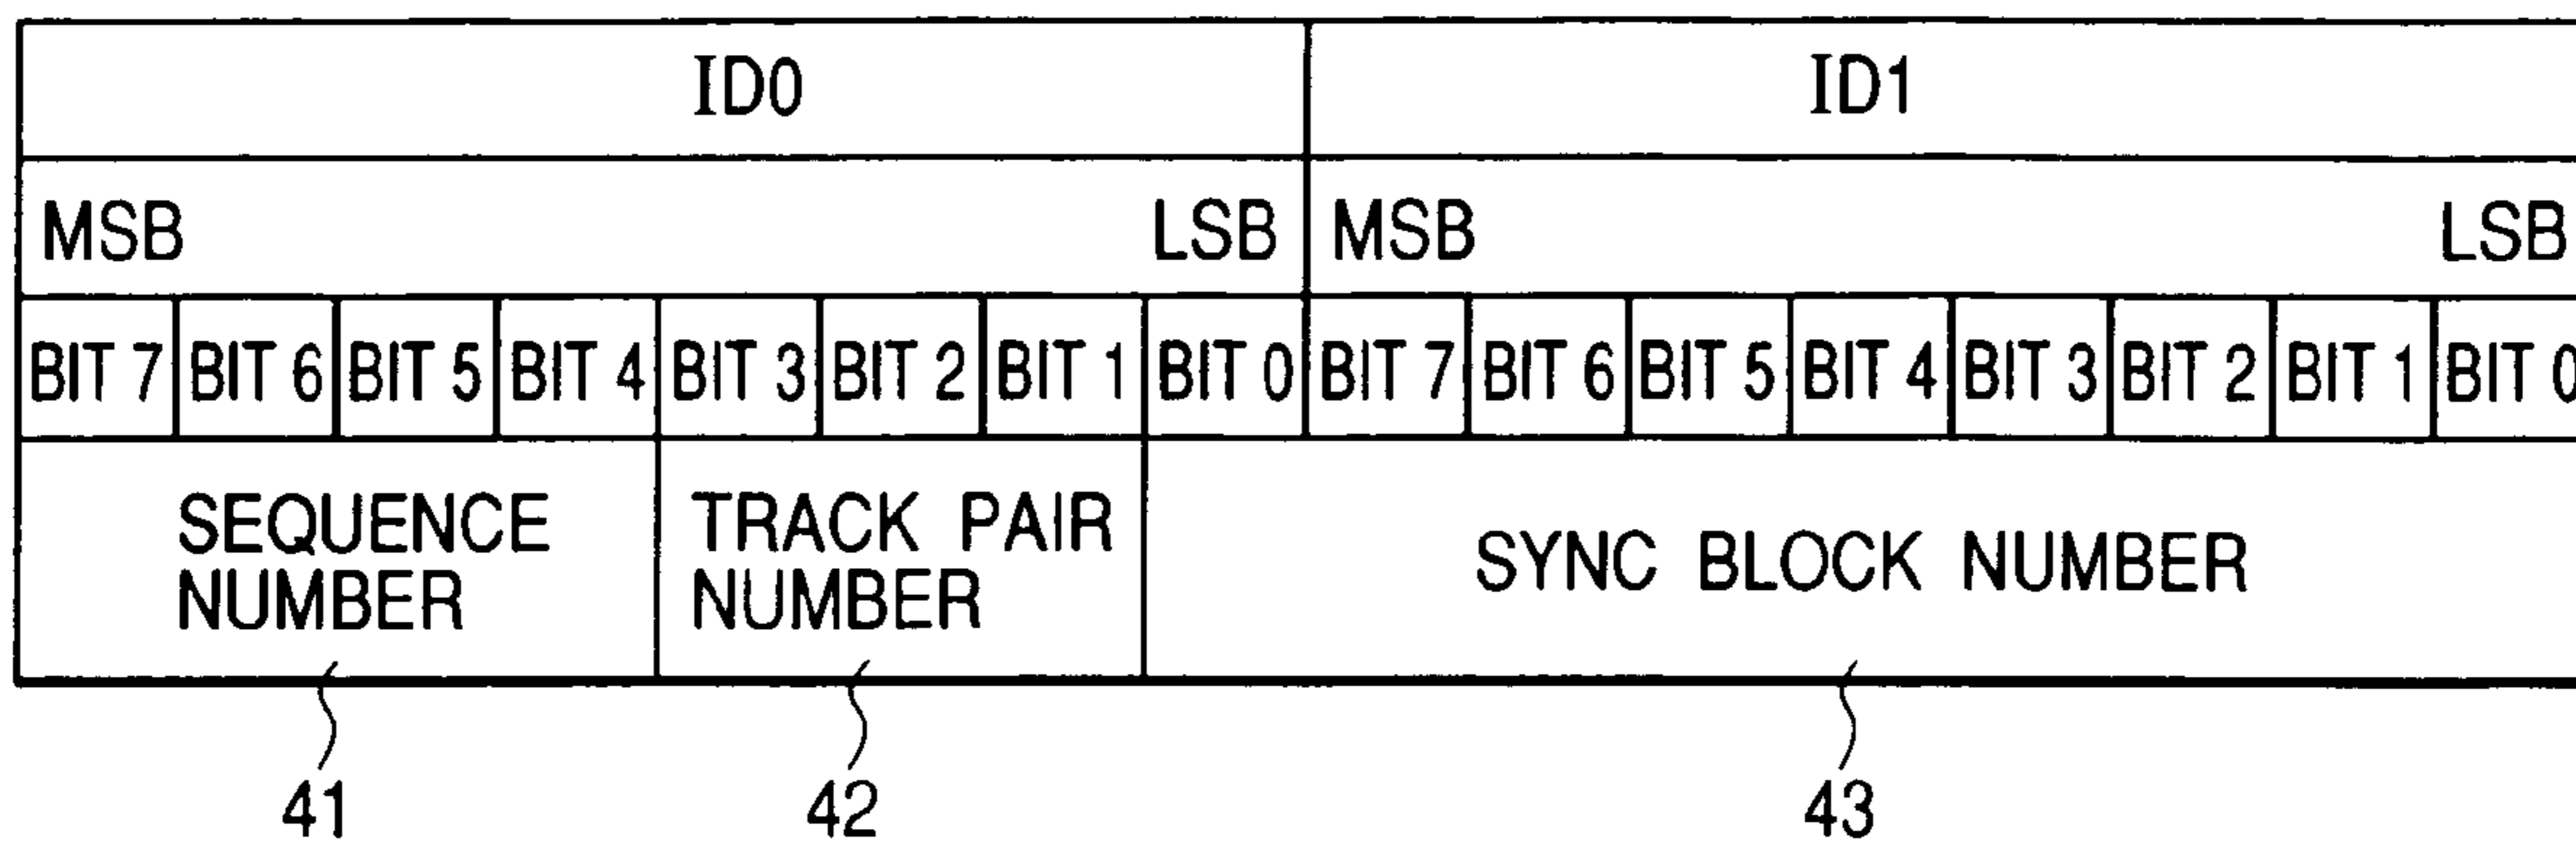 ID0 ID1
MSB LSB MSB LSB
BIT 7 BIT 6 BIT 5 BIT 4 BIT 3 BIT 2 BIT 1 BIT 0 BIT 7 BIT 6 BIT 5 BIT 4 BIT 3 BIT 2 BIT 1 BIT 0
SEQUENCE
NUMBER
TRACK PAIR
NUMBER
SYNC BLOCK NUMBER
41 42 43